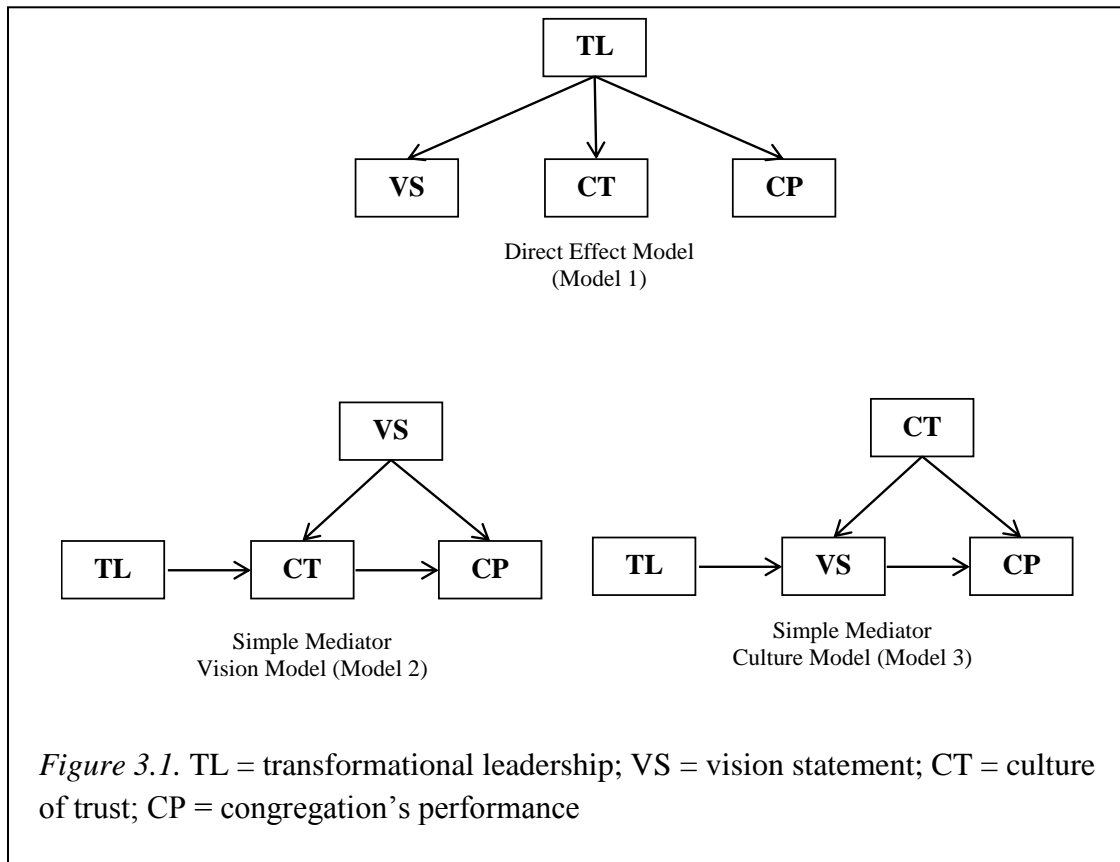 TL
VS CT CP
Direct Effect Model
(Model 1)
VS
TL CT CP
Simple Mediator
Vision Model (Model 2)
CT
TL VS CP
Simple Mediator
Culture Model (Model 3)
Figure 3.1. TL = transformational leadership; VS = vision statement; CT = culture
of trust; CP = congregation’s performance